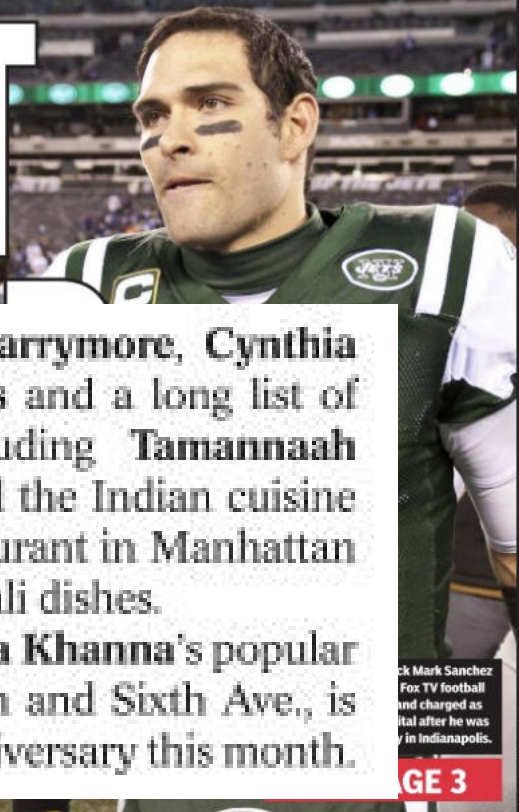 C
JETS
arrymore, Cynthia
s and a long list of
uding Tamannaah
l the Indian cuisine
urant in Manhattan
li dishes.
a Khanna's popular
n and Sixth Ave., is
iversary this month.
ck Mark Sanchez
Fox TV football
and charged as
ital after he was
y in Indianapolis.
AGE 3